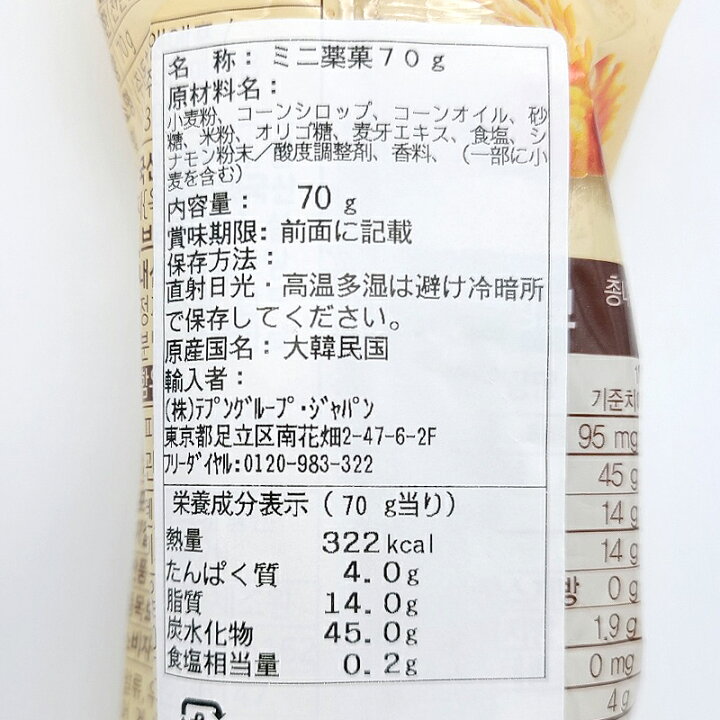 名 称: ミニ薬菓70g
原材料名:
小麦粉、コーンシロップ、コーンオイル、砂
糖、米粉、オリゴ糖、麦牙エキス、食塩、シ
ナモン粉末/酸度調整剤、香料、(一部に小
麦を含む)
内容量: 70g
賞味期限: 前面に記載
保存方法:
直射日光・高温多湿は避け冷暗所
で保存してください。
原産国名: 大韓民国
輸入者:
(株)テプングループ・ジャパン
東京都足立区南花畑2-47-6-2F
フリーダイヤル:0120-983-322
栄養成分表示(70g当り)
熱量 322kcal
たんぱく質 4.0g
脂質 14.0g
炭水化物 45.0g
食塩相当量 0.2g
기준치
95 mg
45 g
14 g
14 g
0 g
1.9 g
0 mg
4 g